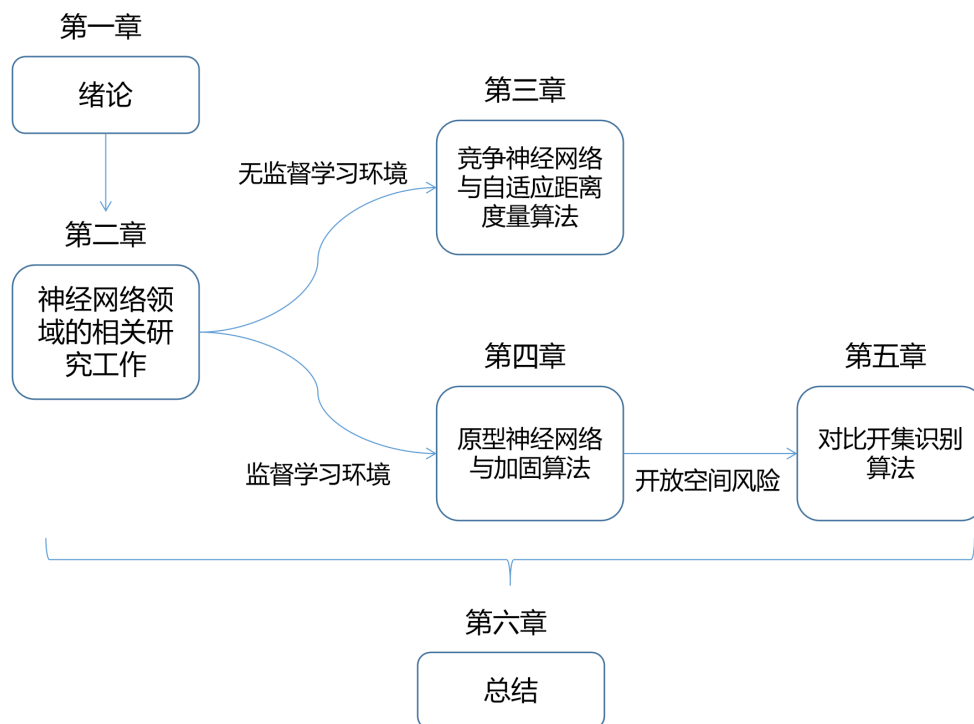 第一章
绪论
第二章
神经网络领
域的相关研
究工作
无监督学习环境
第三章
竞争神经网络
与自适应距离
度量算法
监督学习环境
第四章
原型神经网络
与加固算法
开放空间风险
第五章
对比开集识别
算法
第六章
总结